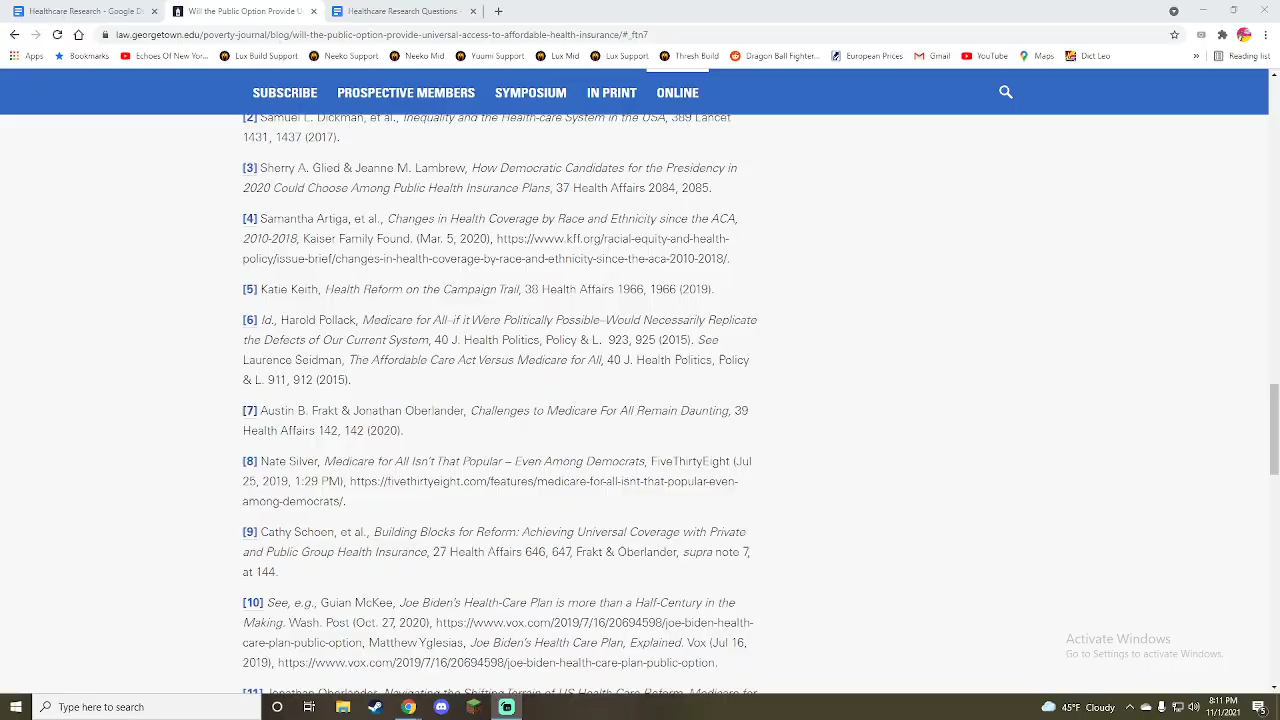 Healthcare Research - Google D
Will the Public Option Provide U
Healthcare Research Questions -
law.georgetown.edu/poverty-journal/blog/will-the-public-option-provide-universal-access-to-affordable-health-insurance/#_ftn7
Apps Bookmarks Echoes Of New Yor... Lux Build Support Neeko Support Neeko Mid Yuumi Support Lux Mid Lux Support Thresh Build Dragon Ball Fighter... European Prices Gmail YouTube Maps Dict Leo » Reading list
SUBSCRIBE PROSPECTIVE MEMBERS SYMPOSIUM IN PRINT ONLINE
[2] Samuel L. Dickman, et al., Inequality and the Health-care System in the USA, 389 Lancet
1431, 1437 (2017).
[3] Sherry A. Glied & Jeanne M. Lambrew, How Democratic Candidates for the Presidency in
2020 Could Choose Among Public Health Insurance Plans, 37 Health Affairs 2084, 2085.
[4] Samantha Artiga, et al., Changes in Health Coverage by Race and Ethnicity since the ACA,
2010-2018, Kaiser Family Found. (Mar. 5, 2020), https://www.kff.org/racial-equity-and-health-
policy/issue-brief/changes-in-health-coverage-by-race-and-ethnicity-since-the-aca-2010-2018/.
[5] Katie Keith, Health Reform on the Campaign Trail, 38 Health Affairs 1966, 1966 (2019).
[6] Id., Harold Pollack, Medicare for All–if it Were Politically Possible–Would Necessarily Replicate
the Defects of Our Current System, 40 J. Health Politics, Policy & L. 923, 925 (2015). See
Laurence Seidman, The Affordable Care Act Versus Medicare for All, 40 J. Health Politics, Policy
& L. 911, 912 (2015).
[7] Austin B. Frakt & Jonathan Oberlander, Challenges to Medicare For All Remain Daunting, 39
Health Affairs 142, 142 (2020).
[8] Nate Silver, Medicare for All Isn't That Popular – Even Among Democrats, FiveThirtyEight (Jul
25, 2019, 1:29 PM), https://fivethirtyeight.com/features/medicare-for-all-isnt-that-popular-even-
among-democrats/.
[9] Cathy Schoen, et al., Building Blocks for Reform: Achieving Universal Coverage with Private
and Public Group Health Insurance, 27 Health Affairs 646, 647, Frakt & Oberlander, supra note 7,
at 144.
[10] See, e.g., Guian McKee, Joe Biden's Health-Care Plan is more than a Half-Century in the
Making. Wash. Post (Oct. 27, 2020), https://www.vox.com/2019/7/16/20694598/joe-biden-health-
care-plan-public-option, Matthew Yglesias, Joe Biden's Health Care Plan, Explained. Vox (Jul 16,
2019), https://www.vox.com/2019/7/16/20694598/joe-biden-health-care-plan-public-option.
[11] Jonathan Oberlander, Navigating the Shifting Terrain of US Health Care Reform, Medicare for
Activate Windows
Go to Settings to activate Windows.
Type here to search
45°F Cloudy
8:11 PM
11/1/2021